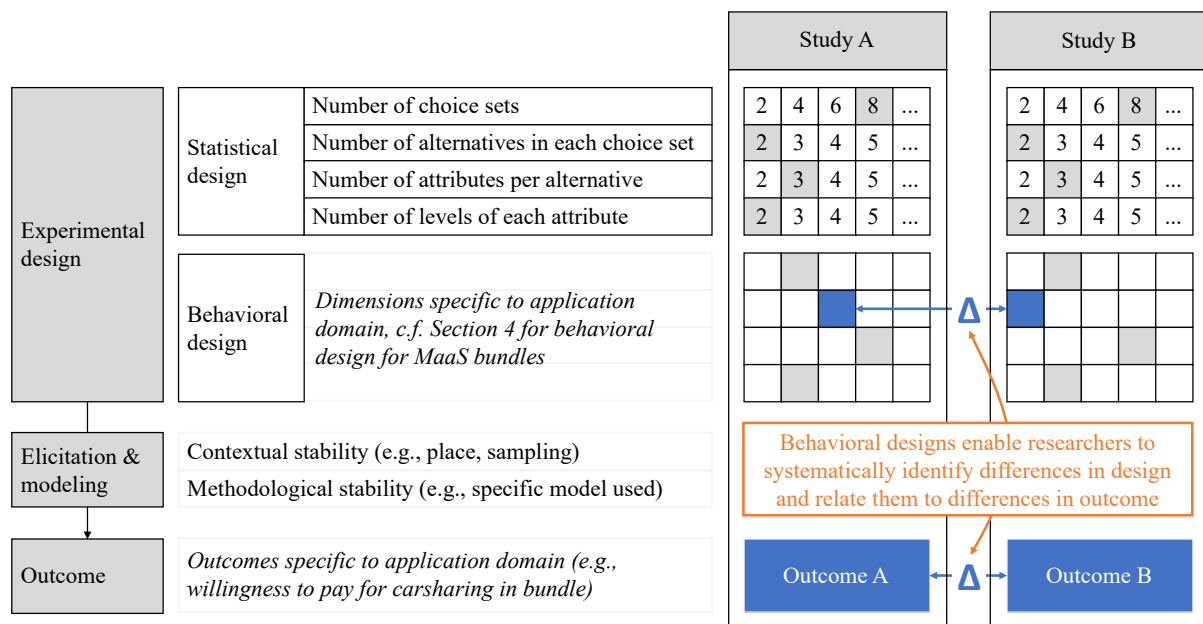 Study A
Study B
Experimental
design
Statistical
design
Number of choice sets
2 4 6 8 ...
2 4 6 8 ...
Number of alternatives in each choice set
2 3 4 5 ...
2 3 4 5 ...
Number of attributes per alternative
2 3 4 5 ...
2 3 4 5 ...
Number of levels of each attribute
2 3 4 5 ...
2 3 4 5 ...
Behavioral
design
Dimensions specific to application
domain, c.f. Section 4 for behavioral
design for MaaS bundles
Δ
Elicitation &
modeling
Contextual stability (e.g., place, sampling)
Methodological stability (e.g., specific model used)
Behavioral designs enable researchers to
systematically identify differences in design
and relate them to differences in outcome
Outcome
Outcomes specific to application domain (e.g.,
willingness to pay for carsharing in bundle)
Outcome A
Δ
Outcome B